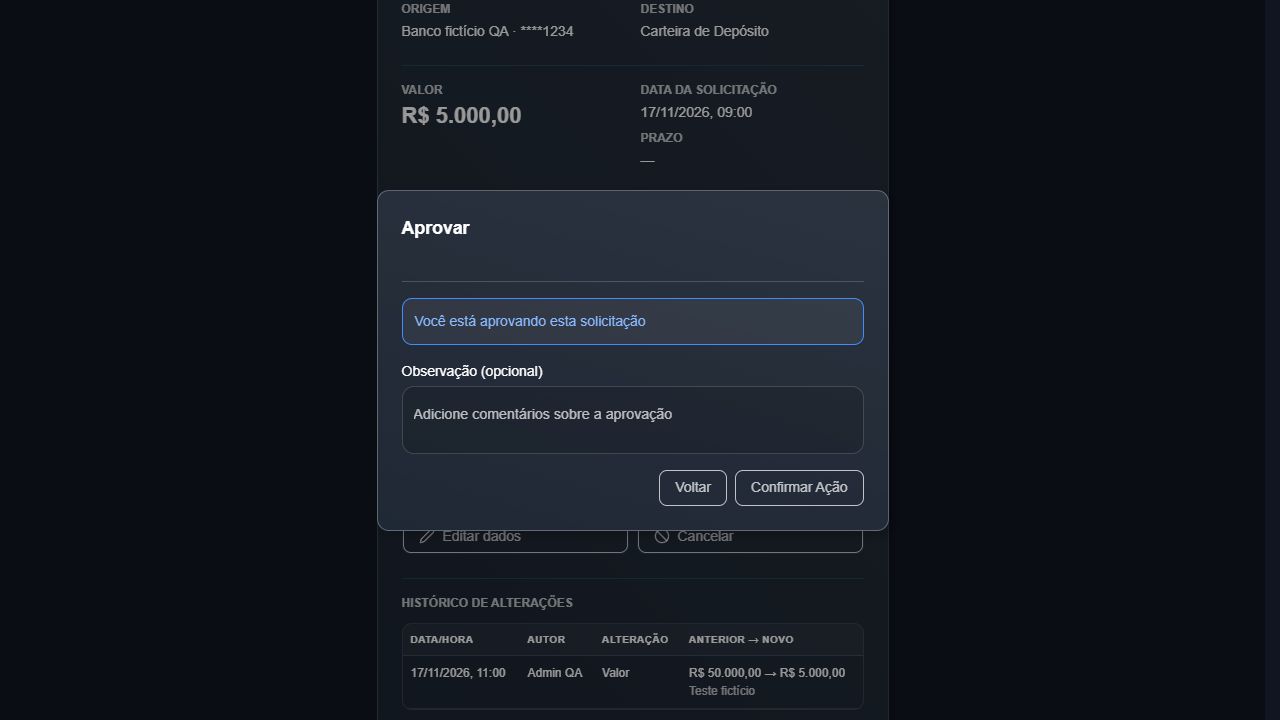 ORIGEM
DESTINO
Banco fictício QA · ****1234
Carteira de Depósito
VALOR
DATA DA SOLICITAÇÃO
R$ 5.000,00
17/11/2026, 09:00
PRAZO
—
Aprovar
Você está aprovando esta solicitação
Observação (opcional)
Adicione comentários sobre a aprovação
Voltar
Confirmar Ação
Editar dados
Cancelar
HISTÓRICO DE ALTERAÇÕES
DATA/HORA AUTOR ALTERAÇÃO ANTERIOR → NOVO
17/11/2026, 11:00 Admin QA Valor R$ 50.000,00 → R$ 5.000,00
Teste fictício